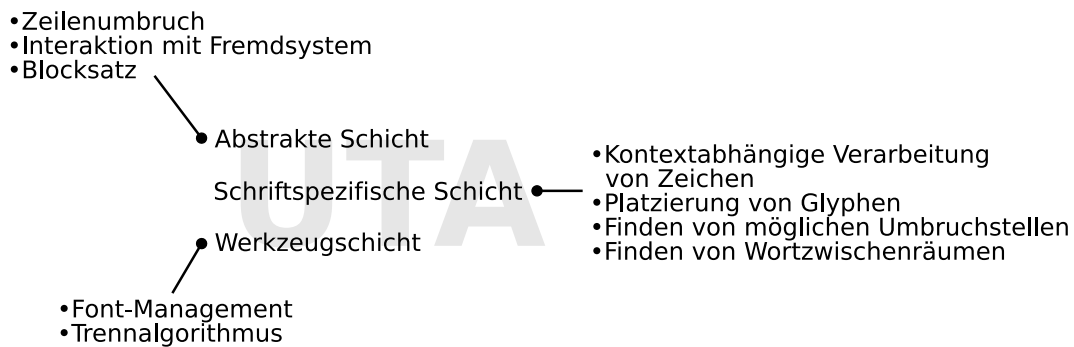 •Zeilenumbruch
•Interaktion mit Fremdsystem
•Blocksatz
Abstrakte Schicht
UTA
Schriftspezifische Schicht
•Kontextabhängige Verarbeitung
von Zeichen
•Platzierung von Glyphen
•Finden von möglichen Umbruchstellen
•Finden von Wortzwischenräumen
Werkzeugschicht
•Font-Management
•Trennalgorithmus